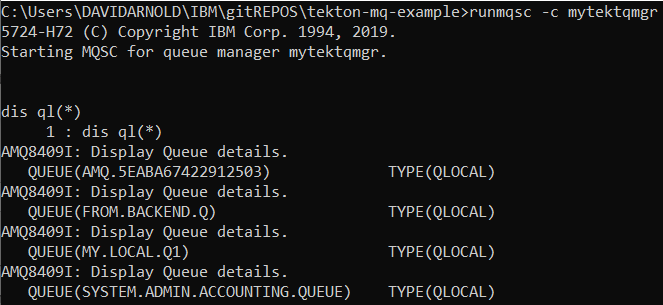 C:\Users\DAVIDARNOLD\IBM\gitREPOS\tekton-mq-example>runmqsc -c mytektqmgr
5724-H72 (C) Copyright IBM Corp. 1994, 2019.
Starting MQSC for queue manager mytektqmgr.
dis ql(*)
1 : dis ql(*)
AMQ8409I: Display Queue details.
QUEUE(AMQ.5EABA67422912503) TYPE(QLOCAL)
AMQ8409I: Display Queue details.
QUEUE(FROM.BACKEND.Q) TYPE(QLOCAL)
AMQ8409I: Display Queue details.
QUEUE(MY.LOCAL.Q1) TYPE(QLOCAL)
AMQ8409I: Display Queue details.
QUEUE(SYSTEM.ADMIN.ACCOUNTING.QUEUE) TYPE(QLOCAL)